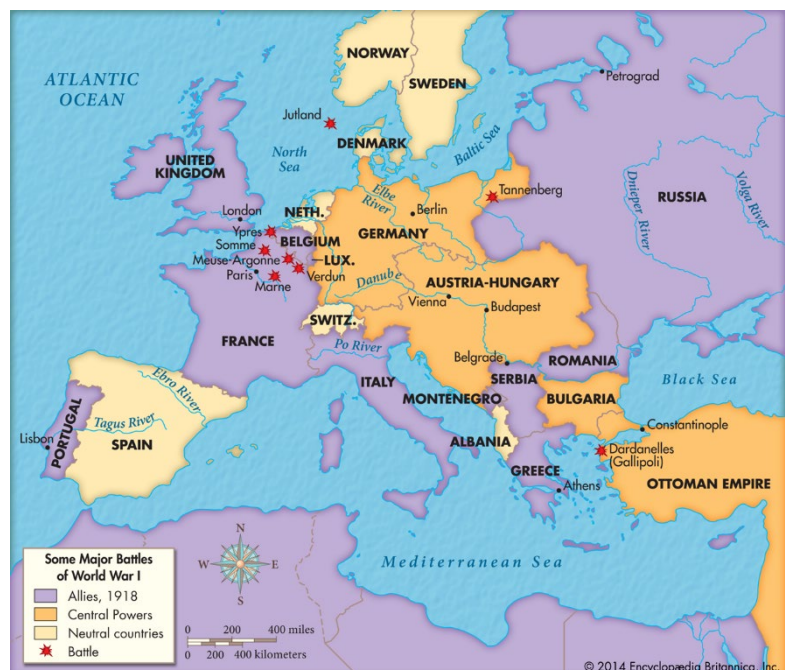 NORWAY
SWEDEN
ATLANTIC
OCEAN
Petrograd
Jutland
North
Sea
DENMARK
Baltic Sea
UNITED
KINGDOM
Tannenberg
RUSSIA
Dnieper River
Volga River
London
NETH.
Elbe
River
Berlin
Ypres
GERMANY
Somme
BELGIUM
Meuse-Argonne
LUX.
Paris
Verdun
Marne
Danube
AUSTRIA-HUNGARY
Vienna
Budapest
SWITZ.
FRANCE
Po River
Belgrade
ROMANIA
ITALY
SERBIA
Black Sea
MONTENEGRO
BULGARIA
Ebro River
PORTUGAL
Tagus River
Lisbon
SPAIN
Constantinople
ALBANIA
Dardanelles
(Gallipoli)
GREECE
OTTOMAN EMPIRE
Athens
Mediterranean Sea
Some Major Battles
of World War I
Allies, 1918
Central Powers
Neutral countries
Battle
N
W
E
S
0 200 400 miles
0 200 400 kilometers
© 2014 Encyclopædia Britannica, Inc.